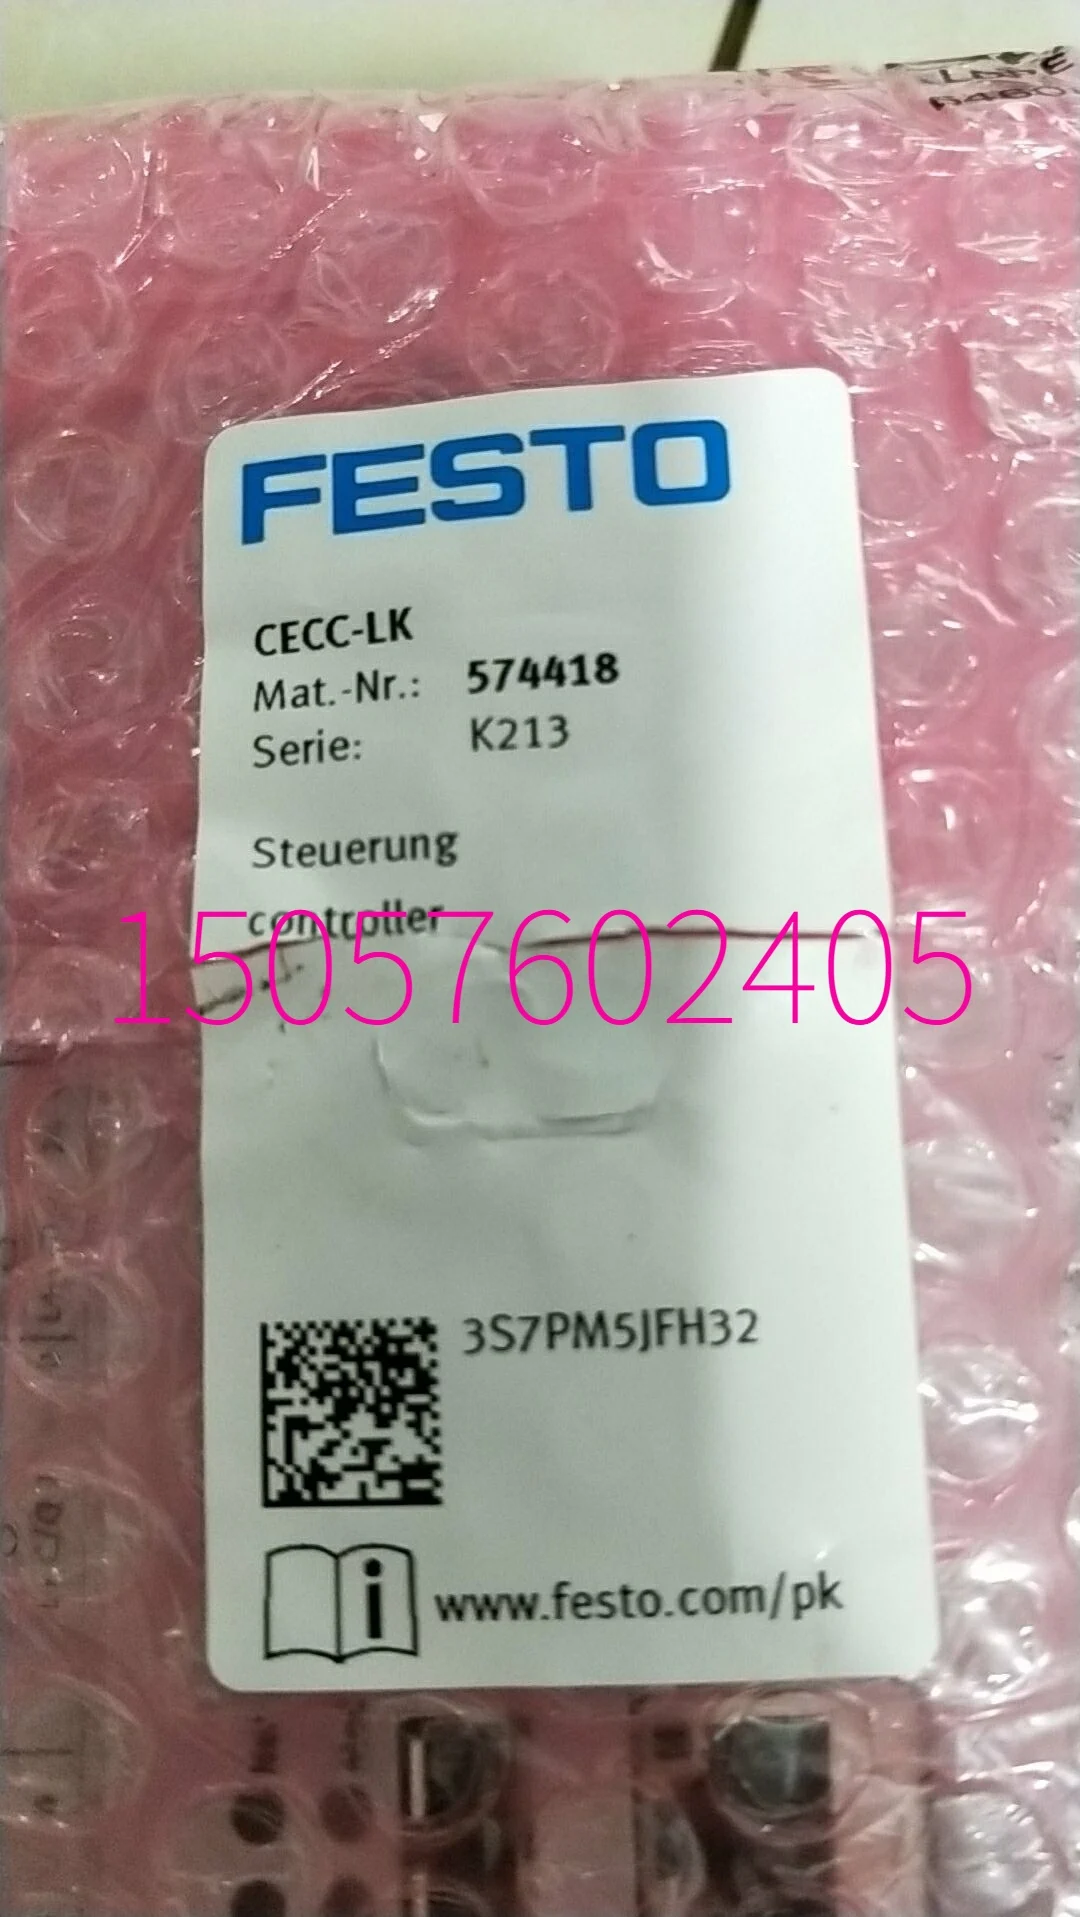 FESTO
CECC-LK
Mat.-Nr.: 574418
Serie: K213
Steuerung
controller
15057602405
3S7PM5JFH32
i www.festo.com/pk